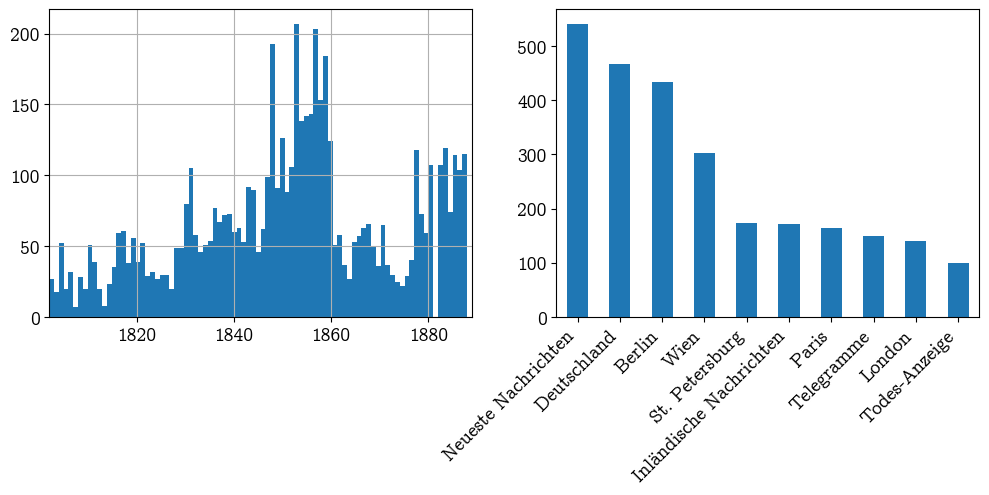 200
150
100
50
0
1820 1840 1860 1880
500
400
300
200
100
0
Neueste Nachrichten
Deutschland
Berlin
Wien
St. Petersburg
Inländische Nachrichten
Paris
Telegramme
London
Todes-Anzeige